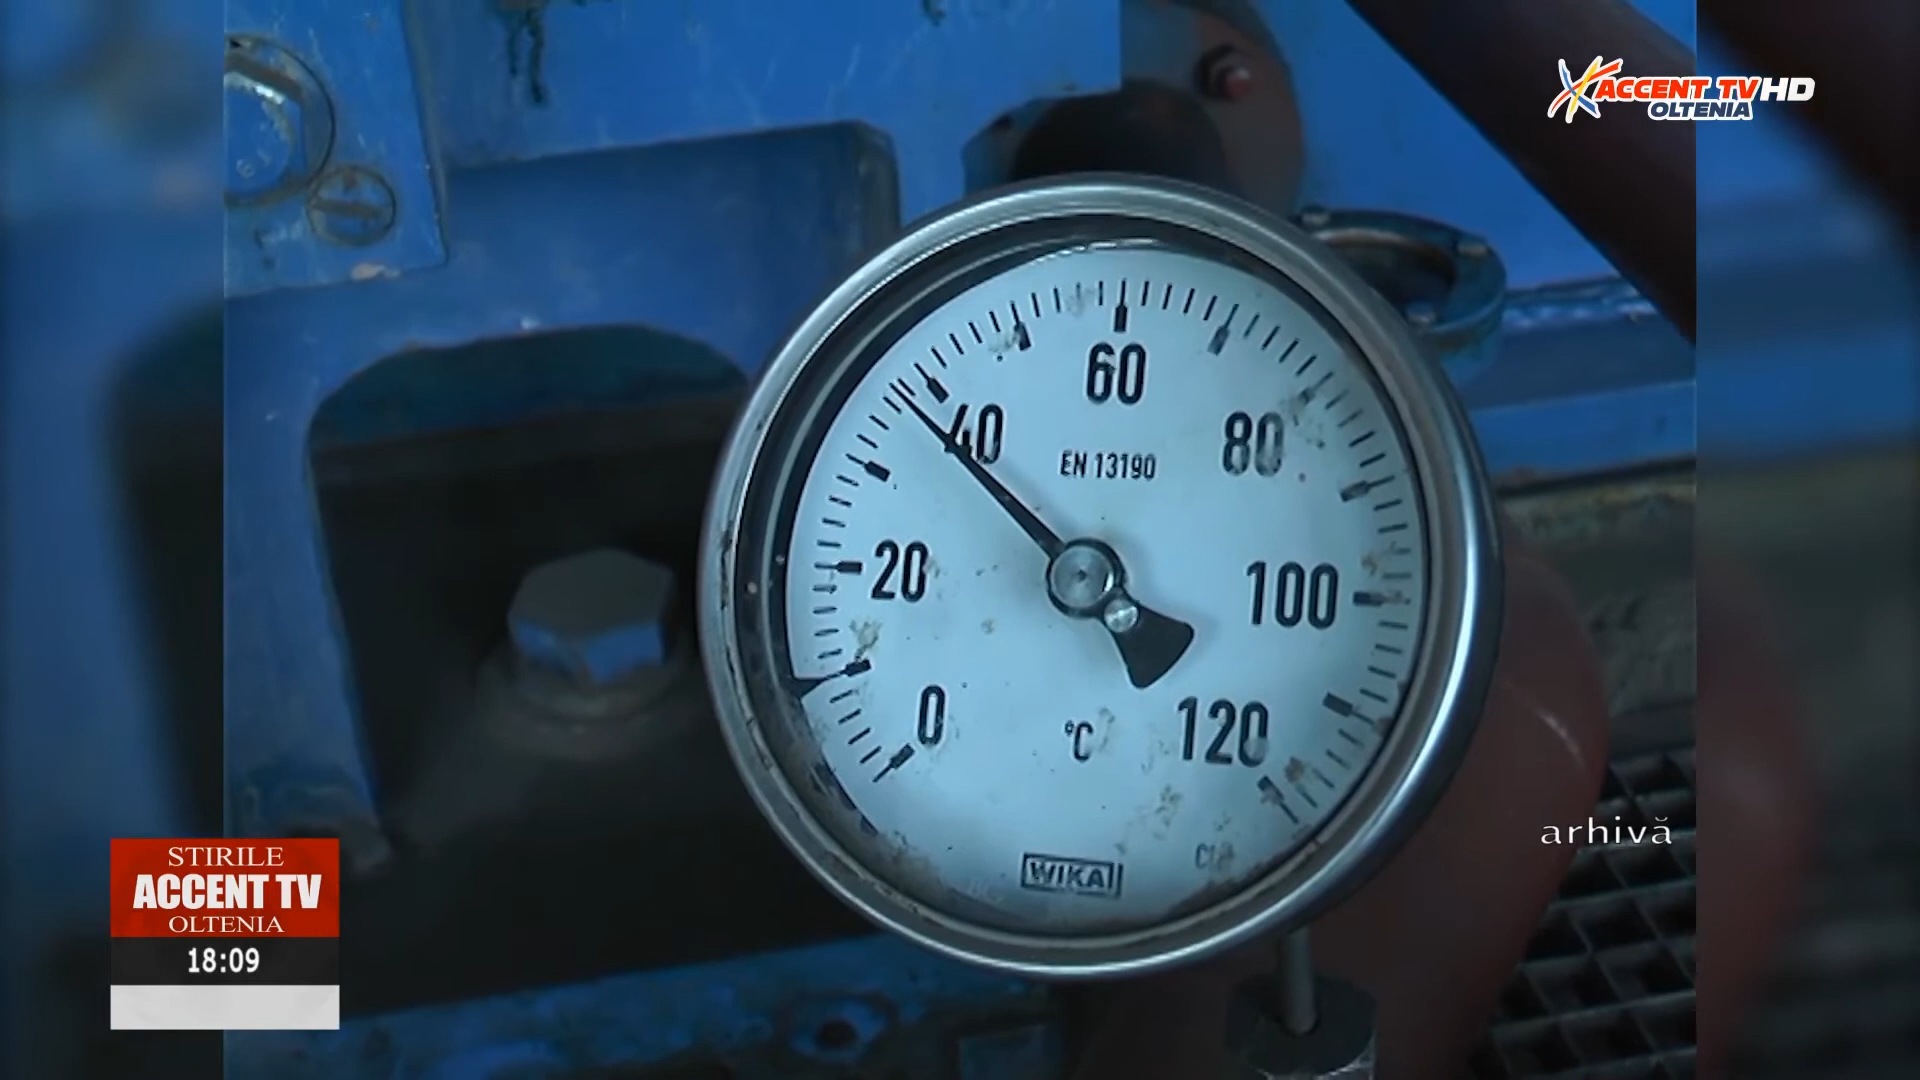 ACCENT TV HD
OLTENIA
60
40
80
EN 13190
20
100
0
120
°C
WIKA
arhivă
STIRILE
ACCENT TV
OLTENIA
18:09